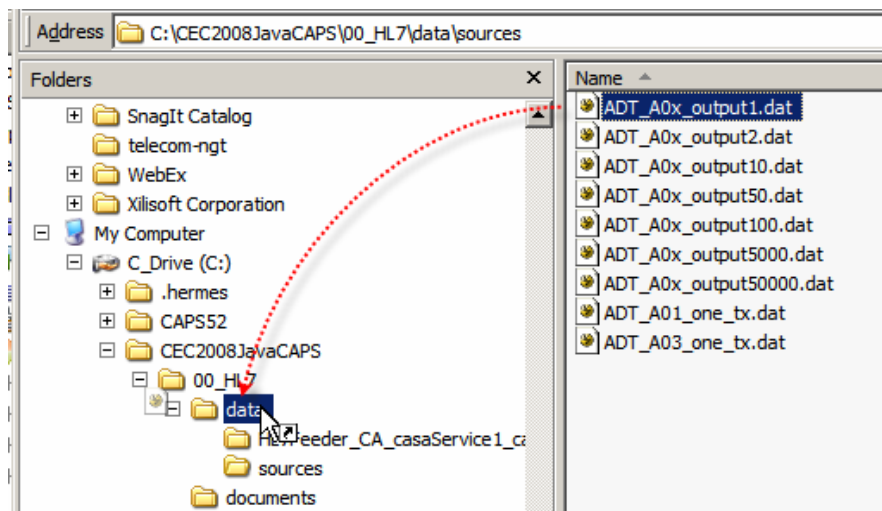 Address C:\CEC2008JavaCAPS\00_HL7\data\sources
Folders
SnagIt Catalog
telecom-ngt
WebEx
Xilisoft Corporation
My Computer
C_Drive (C:)
.hermes
CAPS52
CEC2008JavaCAPS
00_HL7
data
eeder_CA_casaService1_ca
sources
documents
Name
ADT_A0x_output1.dat
ADT_A0x_output2.dat
ADT_A0x_output10.dat
ADT_A0x_output50.dat
ADT_A0x_output100.dat
ADT_A0x_output5000.dat
ADT_A0x_output50000.dat
ADT_A01_one_tx.dat
ADT_A03_one_tx.dat